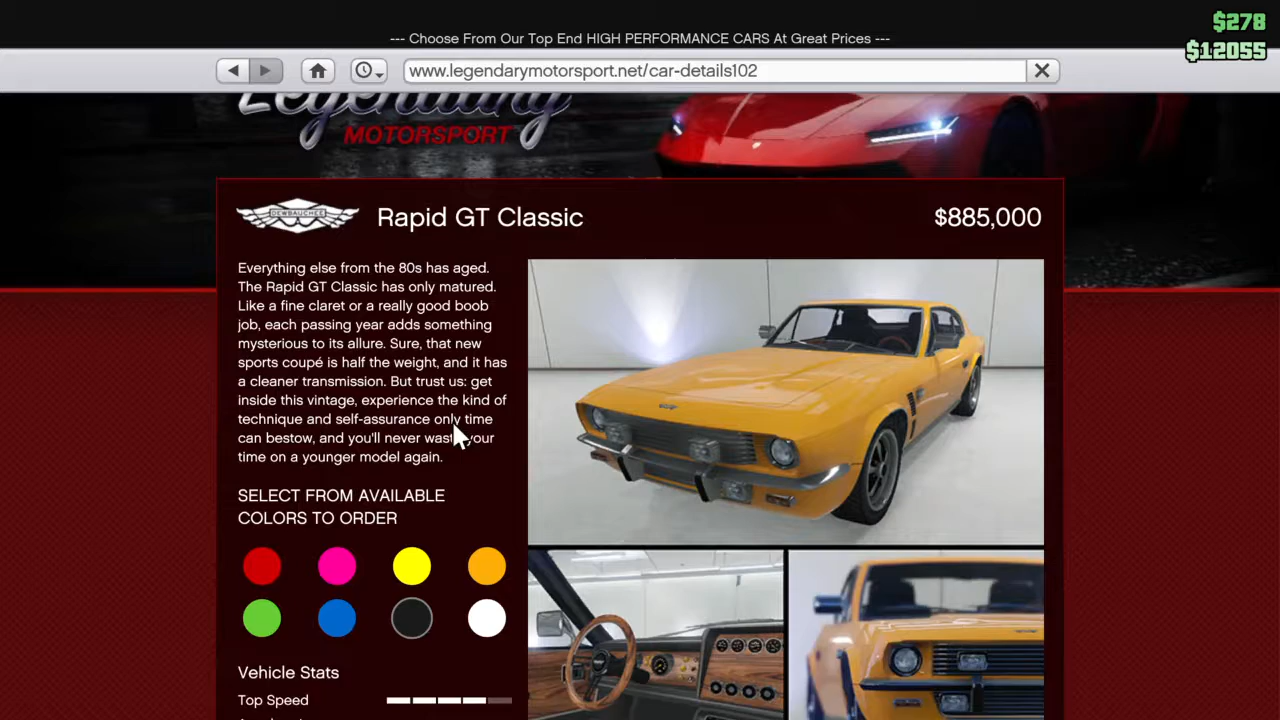 $278
--- Choose From Our Top End HIGH PERFORMANCE CARS At Great Prices ---
$12055
www.legendarymotorsport.net/car-details102
Legendary
MOTORSPORT
DEWBAUCHEE
Rapid GT Classic
$885,000
Everything else from the 80s has aged.
The Rapid GT Classic has only matured.
Like a fine claret or a really good boob
job, each passing year adds something
mysterious to its allure. Sure, that new
sports coupé is half the weight, and it has
a cleaner transmission. But trust us: get
inside this vintage, experience the kind of
technique and self-assurance only time
can bestow, and you'll never waste your
time on a younger model again.
SELECT FROM AVAILABLE
COLORS TO ORDER
Vehicle Stats
Top Speed